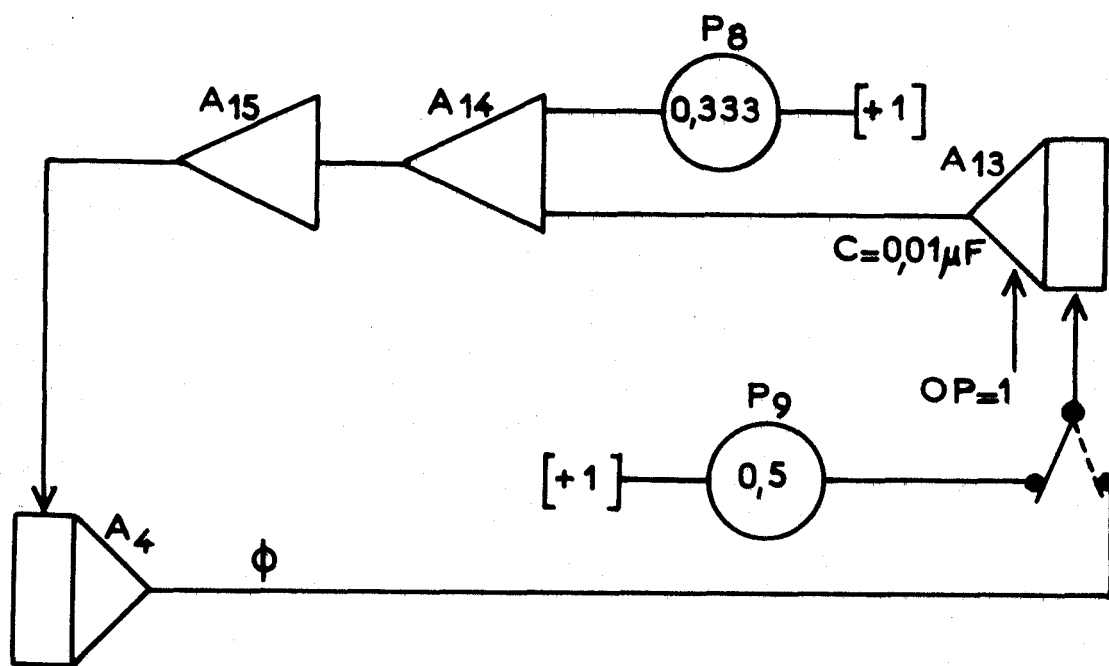 P8
A15
A14
0,333
[+1]
A13
C=0,01μF
OP=1
P9
[+1]
0,5
A4
ϕ